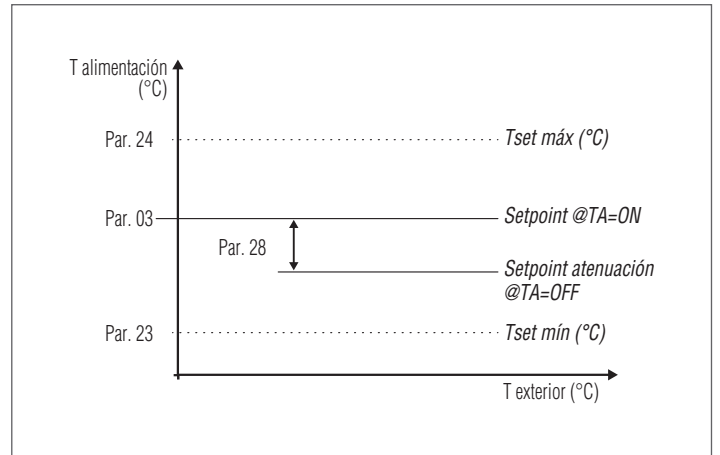 T alimentación
(°C)
Par. 24
Tset máx (°C)
Par. 03
Setpoint @TA=ON
Par. 28
Setpoint atenuación
@TA=OFF
Par. 23
Tset mín (°C)
T exterior (°C)